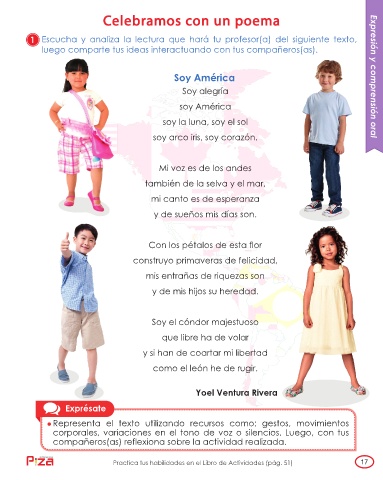 Celebramos con un poema
1 Escucha y analiza la lectura que hará tu profesor(a) del siguiente texto,
luego comparte tus ideas interactuando con tus compañeros(as).
Expresión y comprensión oral
Soy América
Soy alegría
soy América
soy la luna, soy el sol
soy arco iris, soy corazón.
Mi voz es de los andes
también de la selva y el mar,
mi canto es de esperanza
y de sueños mis días son.
Con los pétalos de esta flor
construyo primaveras de felicidad,
mis entrañas de riquezas son
y de mis hijos su heredad.
Soy el cóndor majestuoso
que libre ha de volar
y si han de coartar mi libertad
como el león he de rugir.
Yoel Ventura Rivera
Exprésate
• Representa el texto utilizando recursos como: gestos, movimientos
corporales, variaciones en el tono de voz o silencios. Luego, con tus
compañeros(as) reflexiona sobre la actividad realizada.
Piza
Practica tus habilidades en el Libro de Actividades (pág. 51)
17